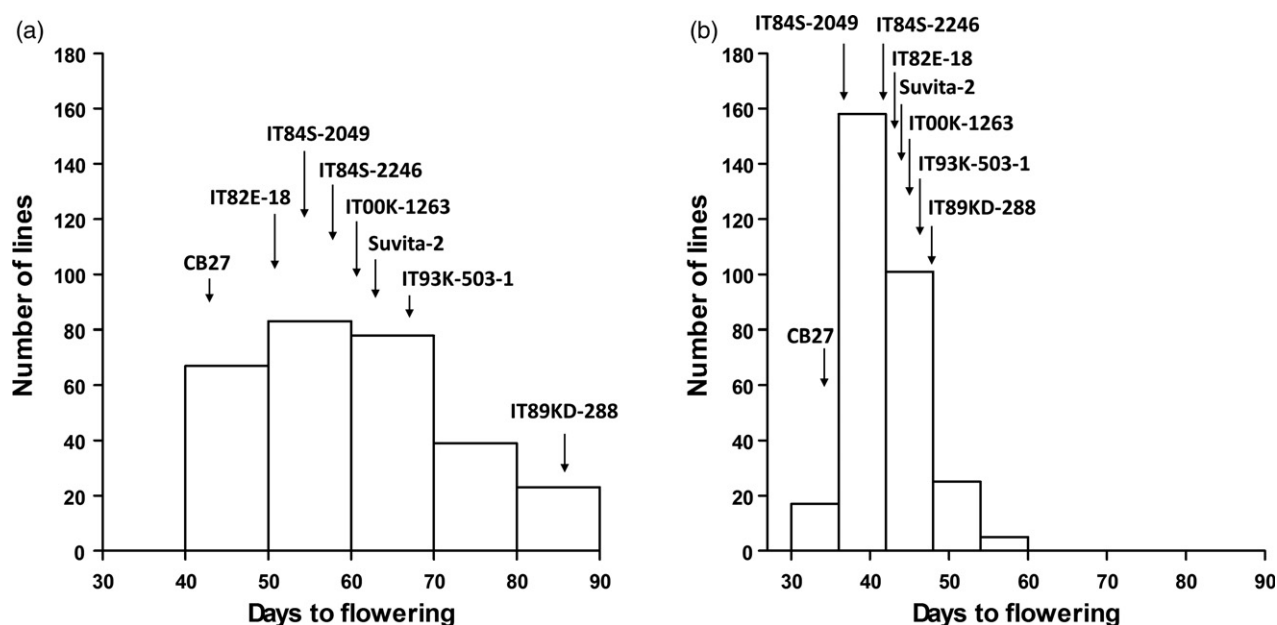 (a)
180
160
140
120
100
80
60
40
20
0
Number of lines
CB27
IT82E-18
IT84S-2049
IT84S-2246
IT00K-1263
Suvita-2
IT93K-503-1
IT89KD-288
30 40 50 60 70 80 90
Days to flowering
(b)
180
160
140
120
100
80
60
40
20
0
Number of lines
CB27
IT84S-2049
IT84S-2246
IT82E-18
Suvita-2
IT00K-1263
IT93K-503-1
IT89KD-288
30 40 50 60 70 80 90
Days to flowering